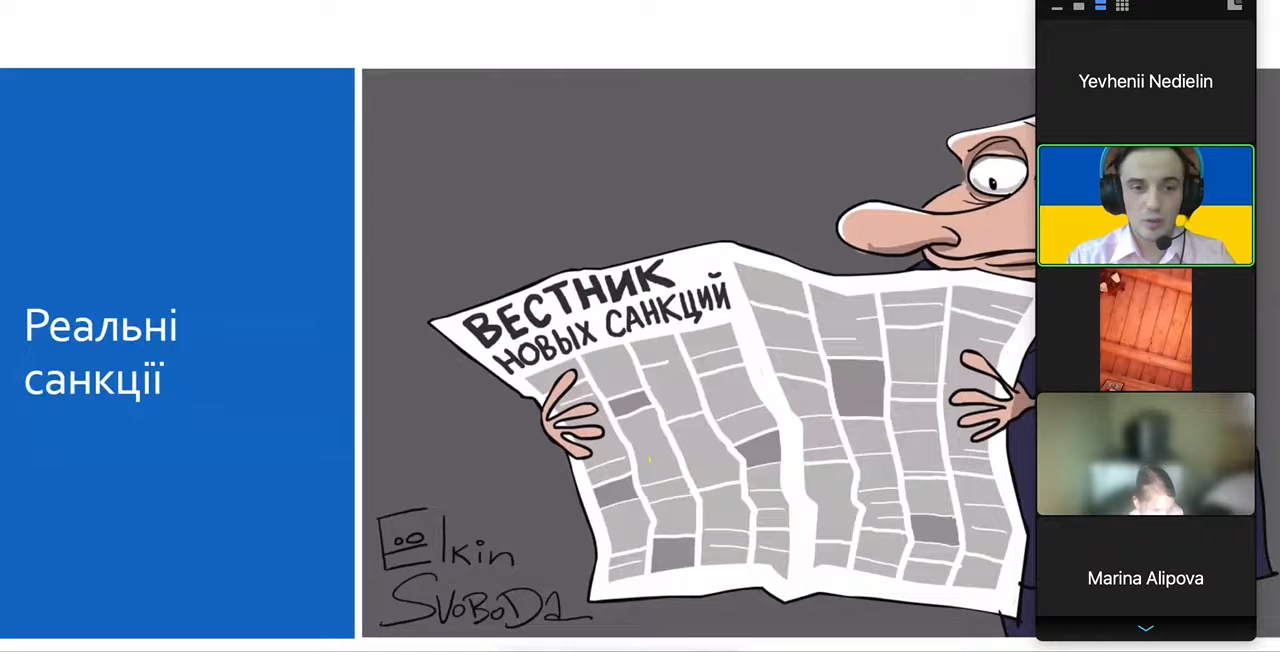 Реальні
санкції
ВЕСТНИК
НОВЫХ САНКЦИЙ
Elkin
SVOBODA
Yevhenii Nedielin
Marina Alipova